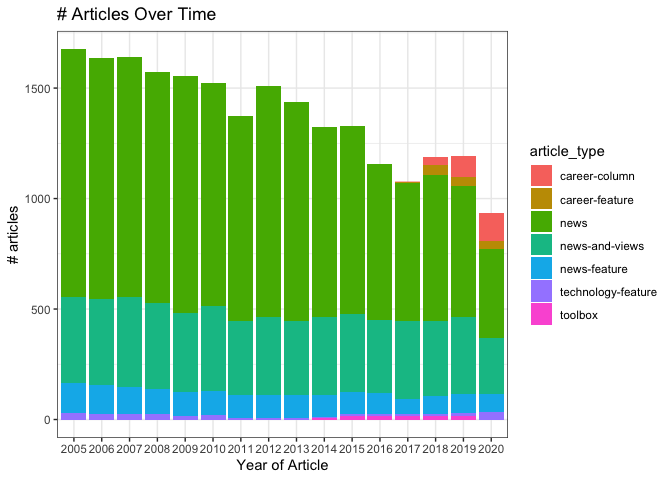 # Articles Over Time
# articles
1500
1000
500
0
2005 2006 2007 2008 2009 2010 2011 2012 2013 2014 2015 2016 2017 2018 2019 2020
Year of Article
article_type
career-column
career-feature
news
news-and-views
news-feature
technology-feature
toolbox